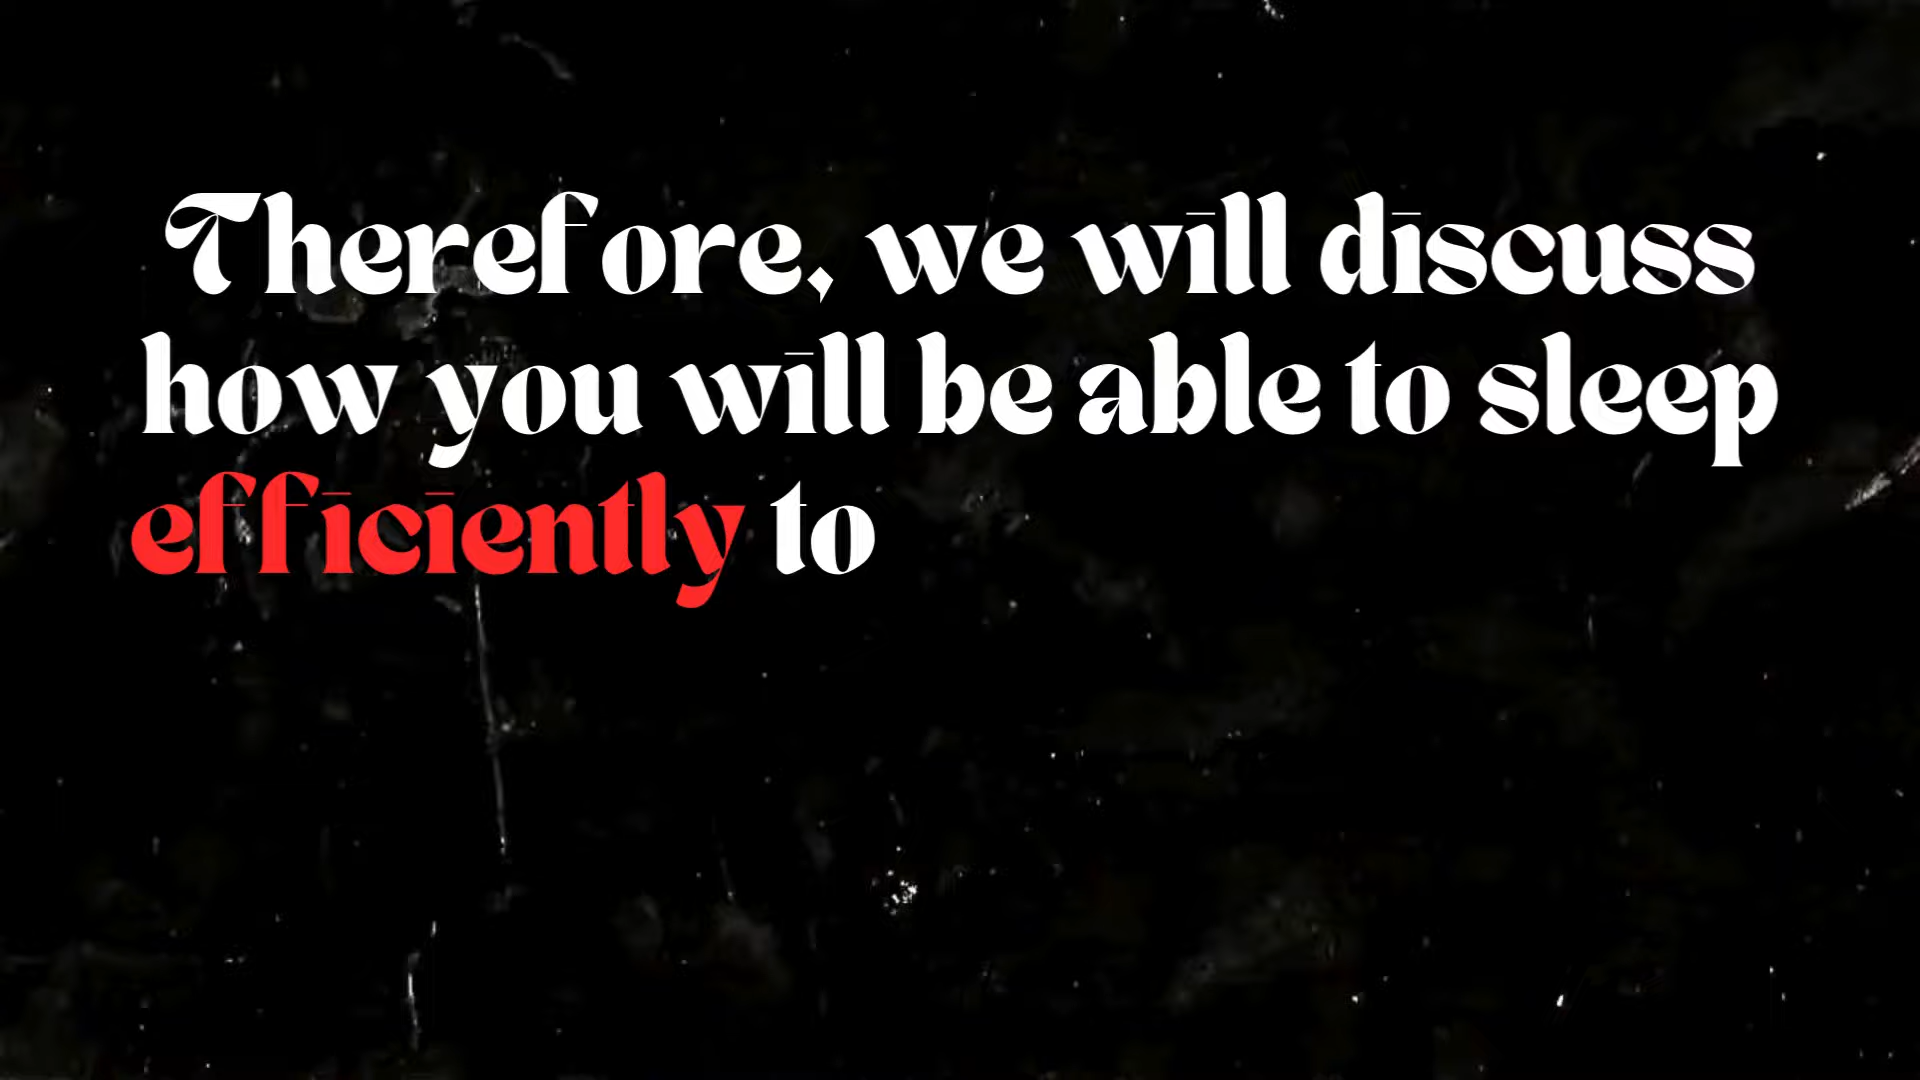 Therefore, we will discuss
how you will be able to sleep
efficiently to